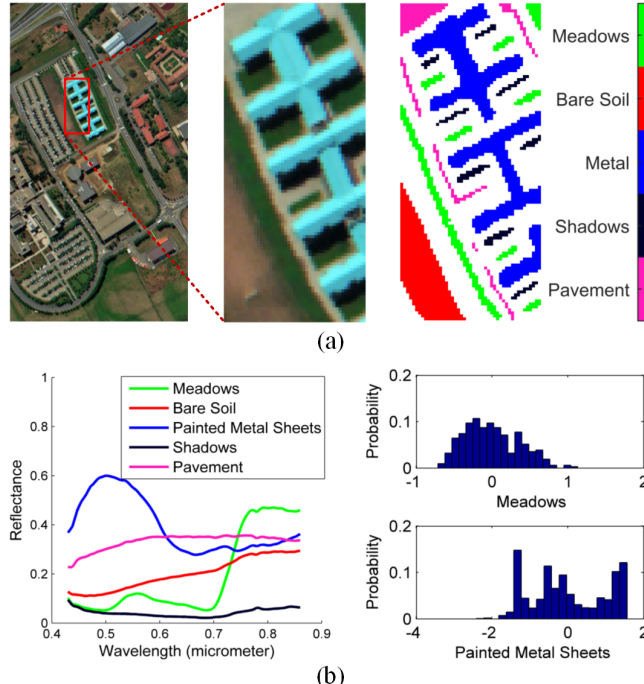 Meadows
Bare Soil
Metal
Shadows
Pavement
(a)
1
0.8
0.6
0.4
0.2
0
0.4 0.5 0.6 0.7 0.8 0.9
Reflectance
Wavelength (micrometer)
Meadows
Bare Soil
Painted Metal Sheets
Shadows
Pavement
0.2
0.1
0
-1 0 1 2
Probability
Meadows
0.2
0.1
0
-4 -2 0 2
Probability
Painted Metal Sheets
(b)